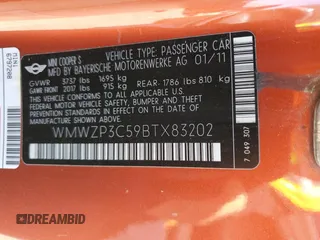 MINI COOPER S
VEHICLE TYPE: PASSENGER CAR
MFD BY BAYERISCHE MOTORENWERKE AG 01/11
GVWR 3737 lbs 1695 kg
GAWR FRONT 2017 lbs 915 kg REAR: 1786 lbs 810 kg
THIS VEHICLE CONFORMS TO ALL APPLICABLE
FEDERAL MOTOR VEHICLE SAFETY, BUMPER AND
THEFT PREVENTION STANDARDS IN EFFECT ON
THE DATE OF MANUFACTURE SHOWN ABOVE.
WMWZP3C59BTX83202
7 049 307
MINI
6797208
DREAMBID